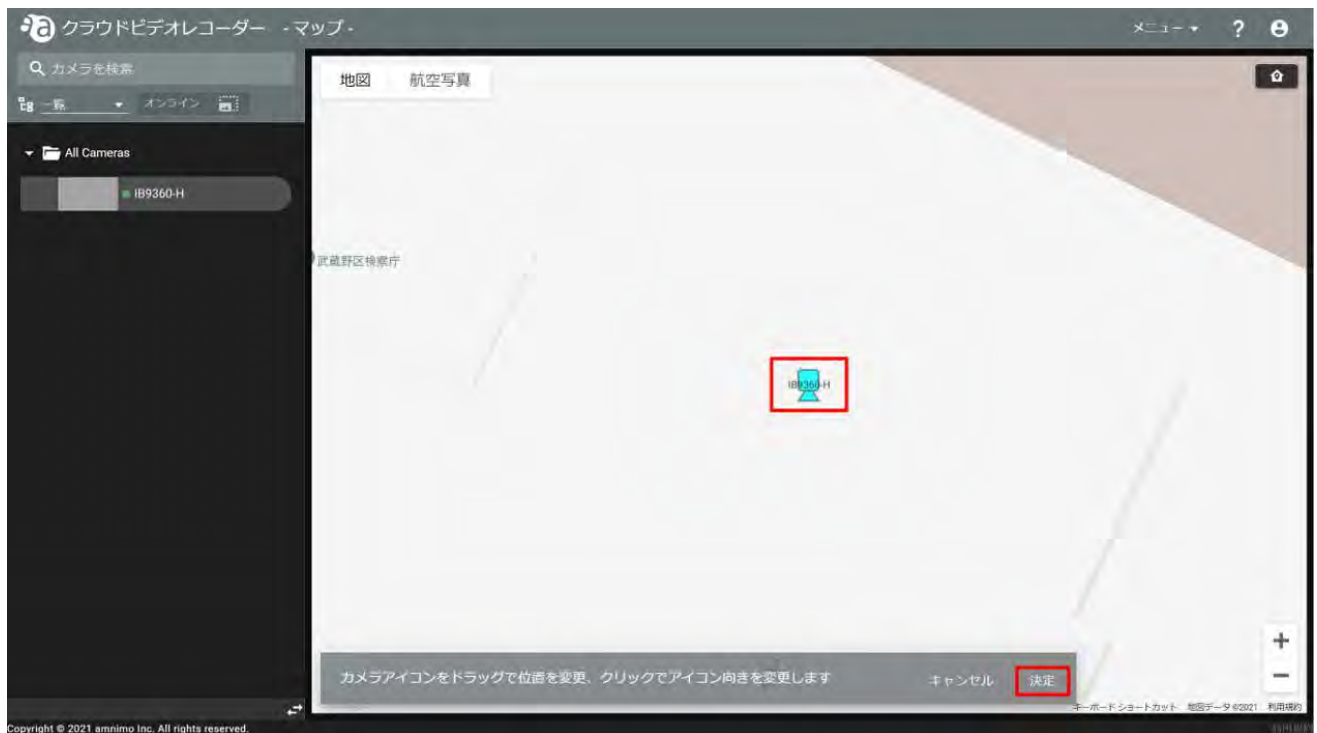 クラウドビデオレコーダー - マップ -
メニュー
?
カメラを検索
一覧
オンライン
地図
航空写真
All Cameras
IB9360-H
武蔵野区検察庁
IB9360-H
カメラアイコンをドラッグで位置を変更、クリックでアイコン向きを変更します
キャンセル
決定
+
−
キーボード ショートカット 地図データ ©2021 利用規約
Copyright © 2021 amnimo Inc. All rights reserved.